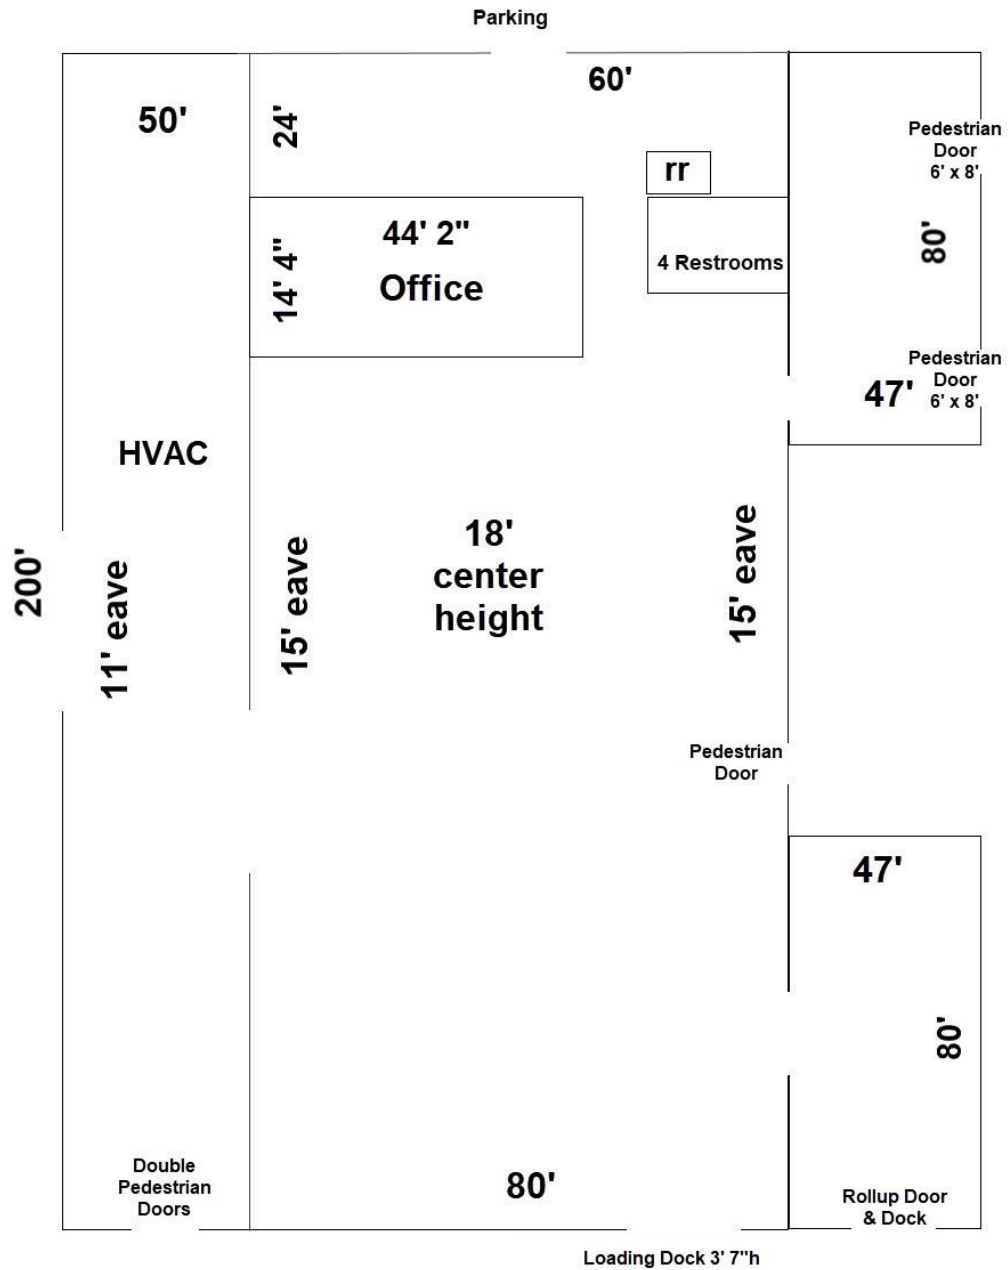 Parking
60'
50'
24'
Pedestrian
Door
6' x 8'
rr
44' 2"
Office
14' 4"
4 Restrooms
80'
Pedestrian
Door
6' x 8'
47'
HVAC
18'
center
height
15' eave
15' eave
11' eave
200'
Pedestrian
Door
47'
80'
Double
Pedestrian
Doors
80'
Rollup Door
& Dock
Loading Dock 3' 7"h